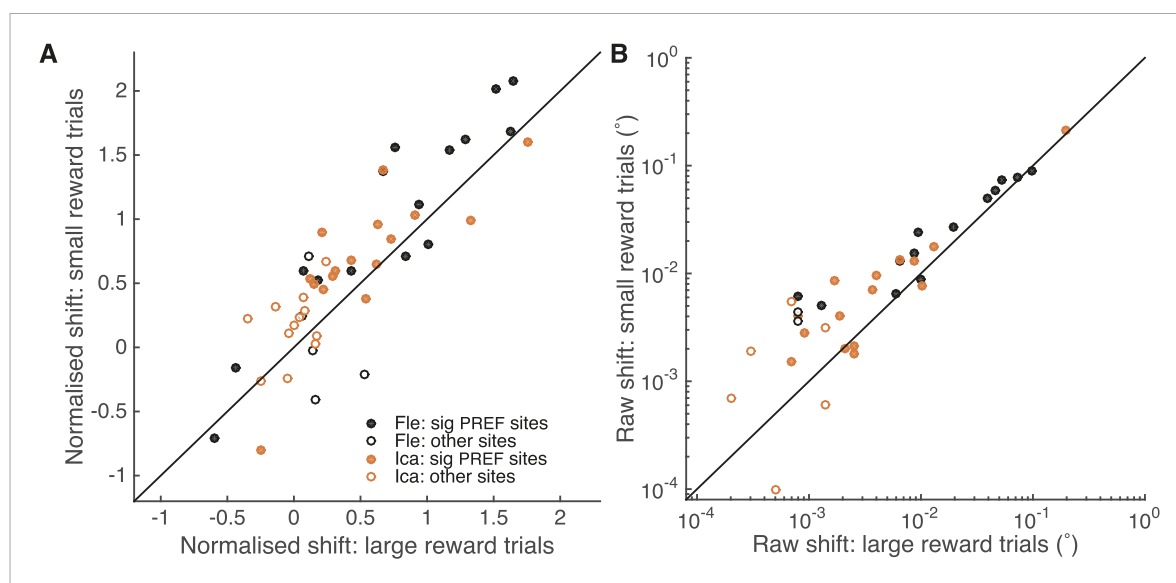 A
B
Normalised shift: small reward trials
2
1.5
1
0.5
0
-0.5
-1
-1
-0.5
0
0.5
1
1.5
2
Normalised shift: large reward trials
Fle: sig PREF sites
Fle: other sites
Ica: sig PREF sites
Ica: other sites
Raw shift: small reward trials (°)
10^0
10^-1
10^-2
10^-3
10^-4
10^-4
10^-3
10^-2
10^-1
10^0
Raw shift: large reward trials (°)